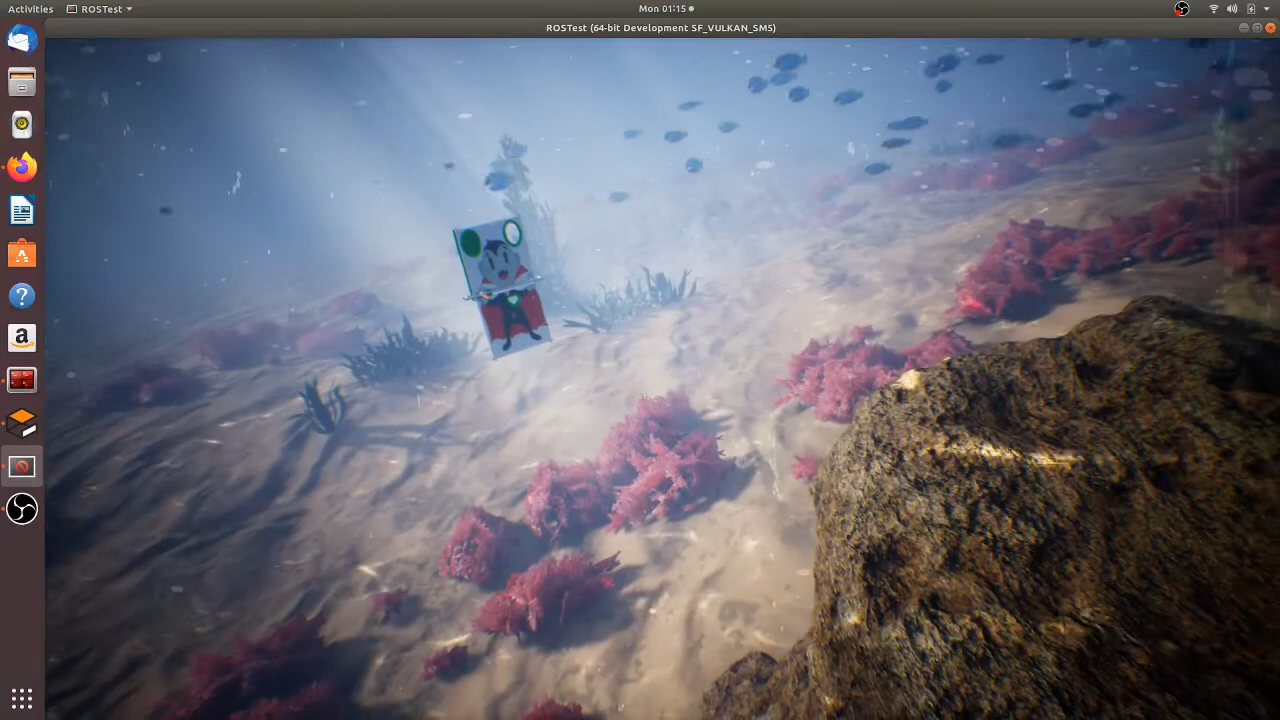 Activities
ROSTest
Mon 01:15
ROSTest (64-bit Development SF_VULKAN_SM5)